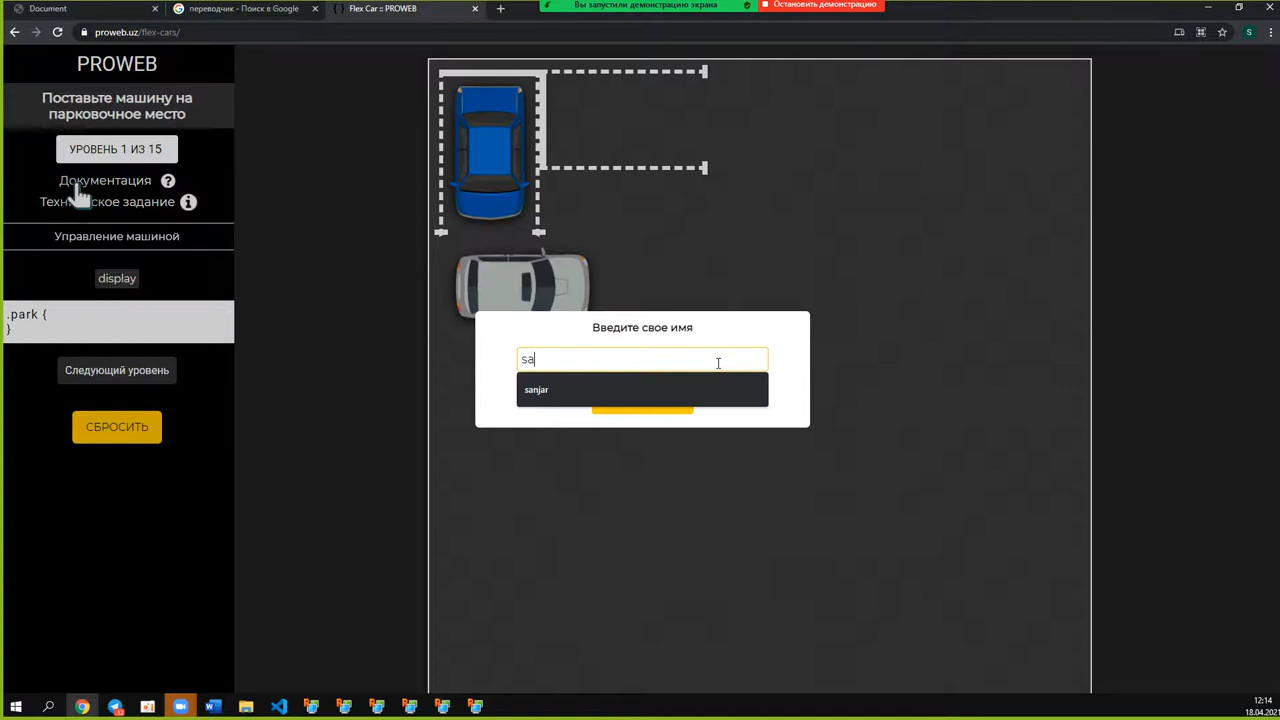 Document
переводчик - Поиск в Google
Flex Car :: PROWEB
Вы запустили демонстрацию экрана
Остановить демонстрацию
proweb.uz/flex-cars/
S
PROWEB
Поставьте машину на
парковочное место
УРОВЕНЬ 1 ИЗ 15
Документация ?
Техническое задание i
Управление машиной
display
.park {
}
Следующий уровень
СБРОСИТЬ
Введите свое имя
sa
sanjar
12:14
18.04.2021